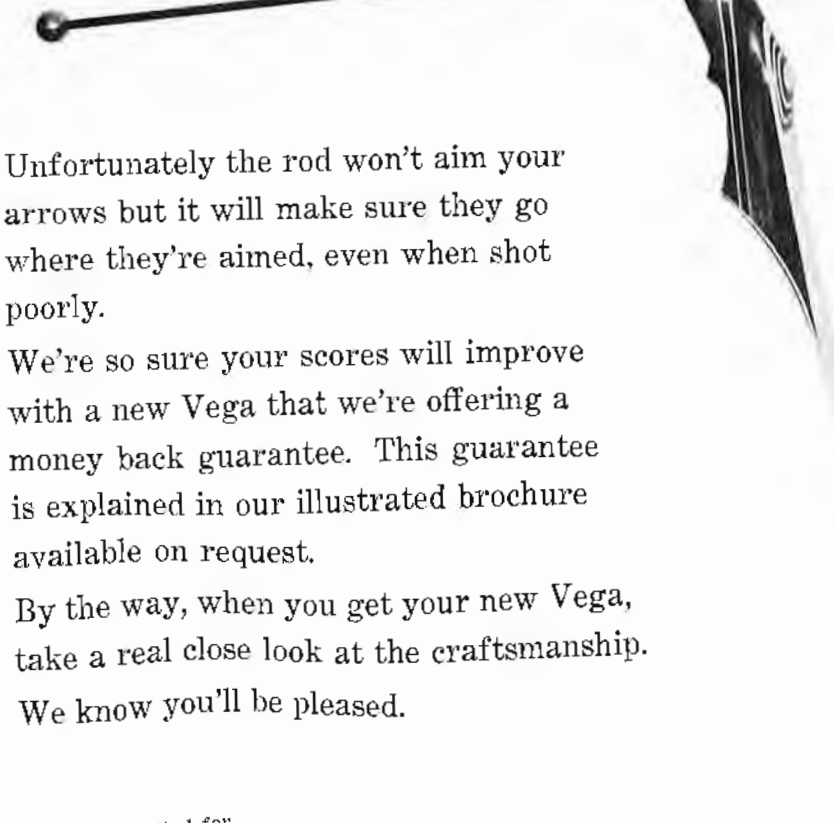 Unfortunately the rod won't aim your
arrows but it will make sure they go
where they're aimed, even when shot
poorly.
We're so sure your scores will improve
with a new Vega that we're offering a
money back guarantee. This guarantee
is explained in our illustrated brochure
available on request.
By the way, when you get your new Vega,
take a real close look at the craftsmanship.
We know you'll be pleased.
for